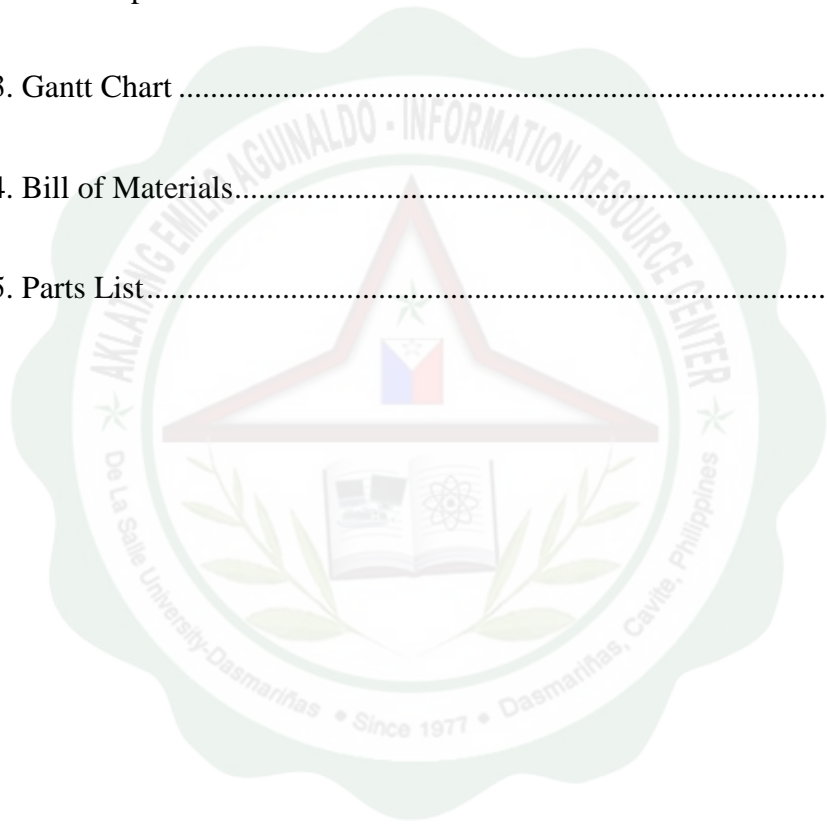 3. Gantt Chart ................................................................................
4. Bill of Materials.........................................................................
5. Parts List...................................................................................
AKLATANG EMILIO AGUINALDO - INFORMATION RESOURCE CENTER
De La Salle University-Dasmariñas • Since 1977 • Dasmariñas, Cavite, Philippines